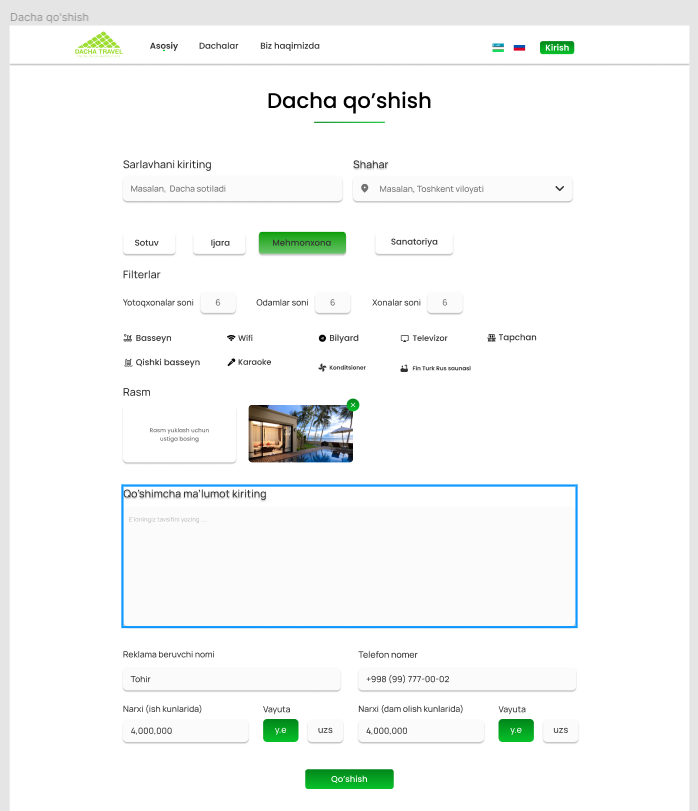 Dacha qo'shish
DACHA TRAVEL
Asosiy
Dachalar
Biz haqimizda
Kirish
Dacha qo'shish
Sarlavhani kiriting
Shahar
Masalan, Dacha sotiladi
Masalan, Toshkent viloyati
Sotuv
Ijara
Mehmonxona
Sanatoriya
Filterlar
Yotoqxonalar soni
6
Odamlar soni
6
Xonalar soni
6
Basseyn
Wifi
Bilyard
Televizor
Tapchan
Qishki basseyn
Karaoke
Konditsioner
Fin Turk Rus saunasi
Rasm
Rasm yuklash uchun
ustiga bosing
Qo'shimcha ma'lumot kiriting
E'loningiz tavsifini yozing ...
Reklama beruvchi nomi
Telefon nomer
Tohir
+998 (99) 777-00-02
Narxi (ish kunlarida)
Vayuta
Narxi (dam olish kunlarida)
Vayuta
4,000,000
y.e
uzs
4,000,000
y.e
uzs
Qo'shish